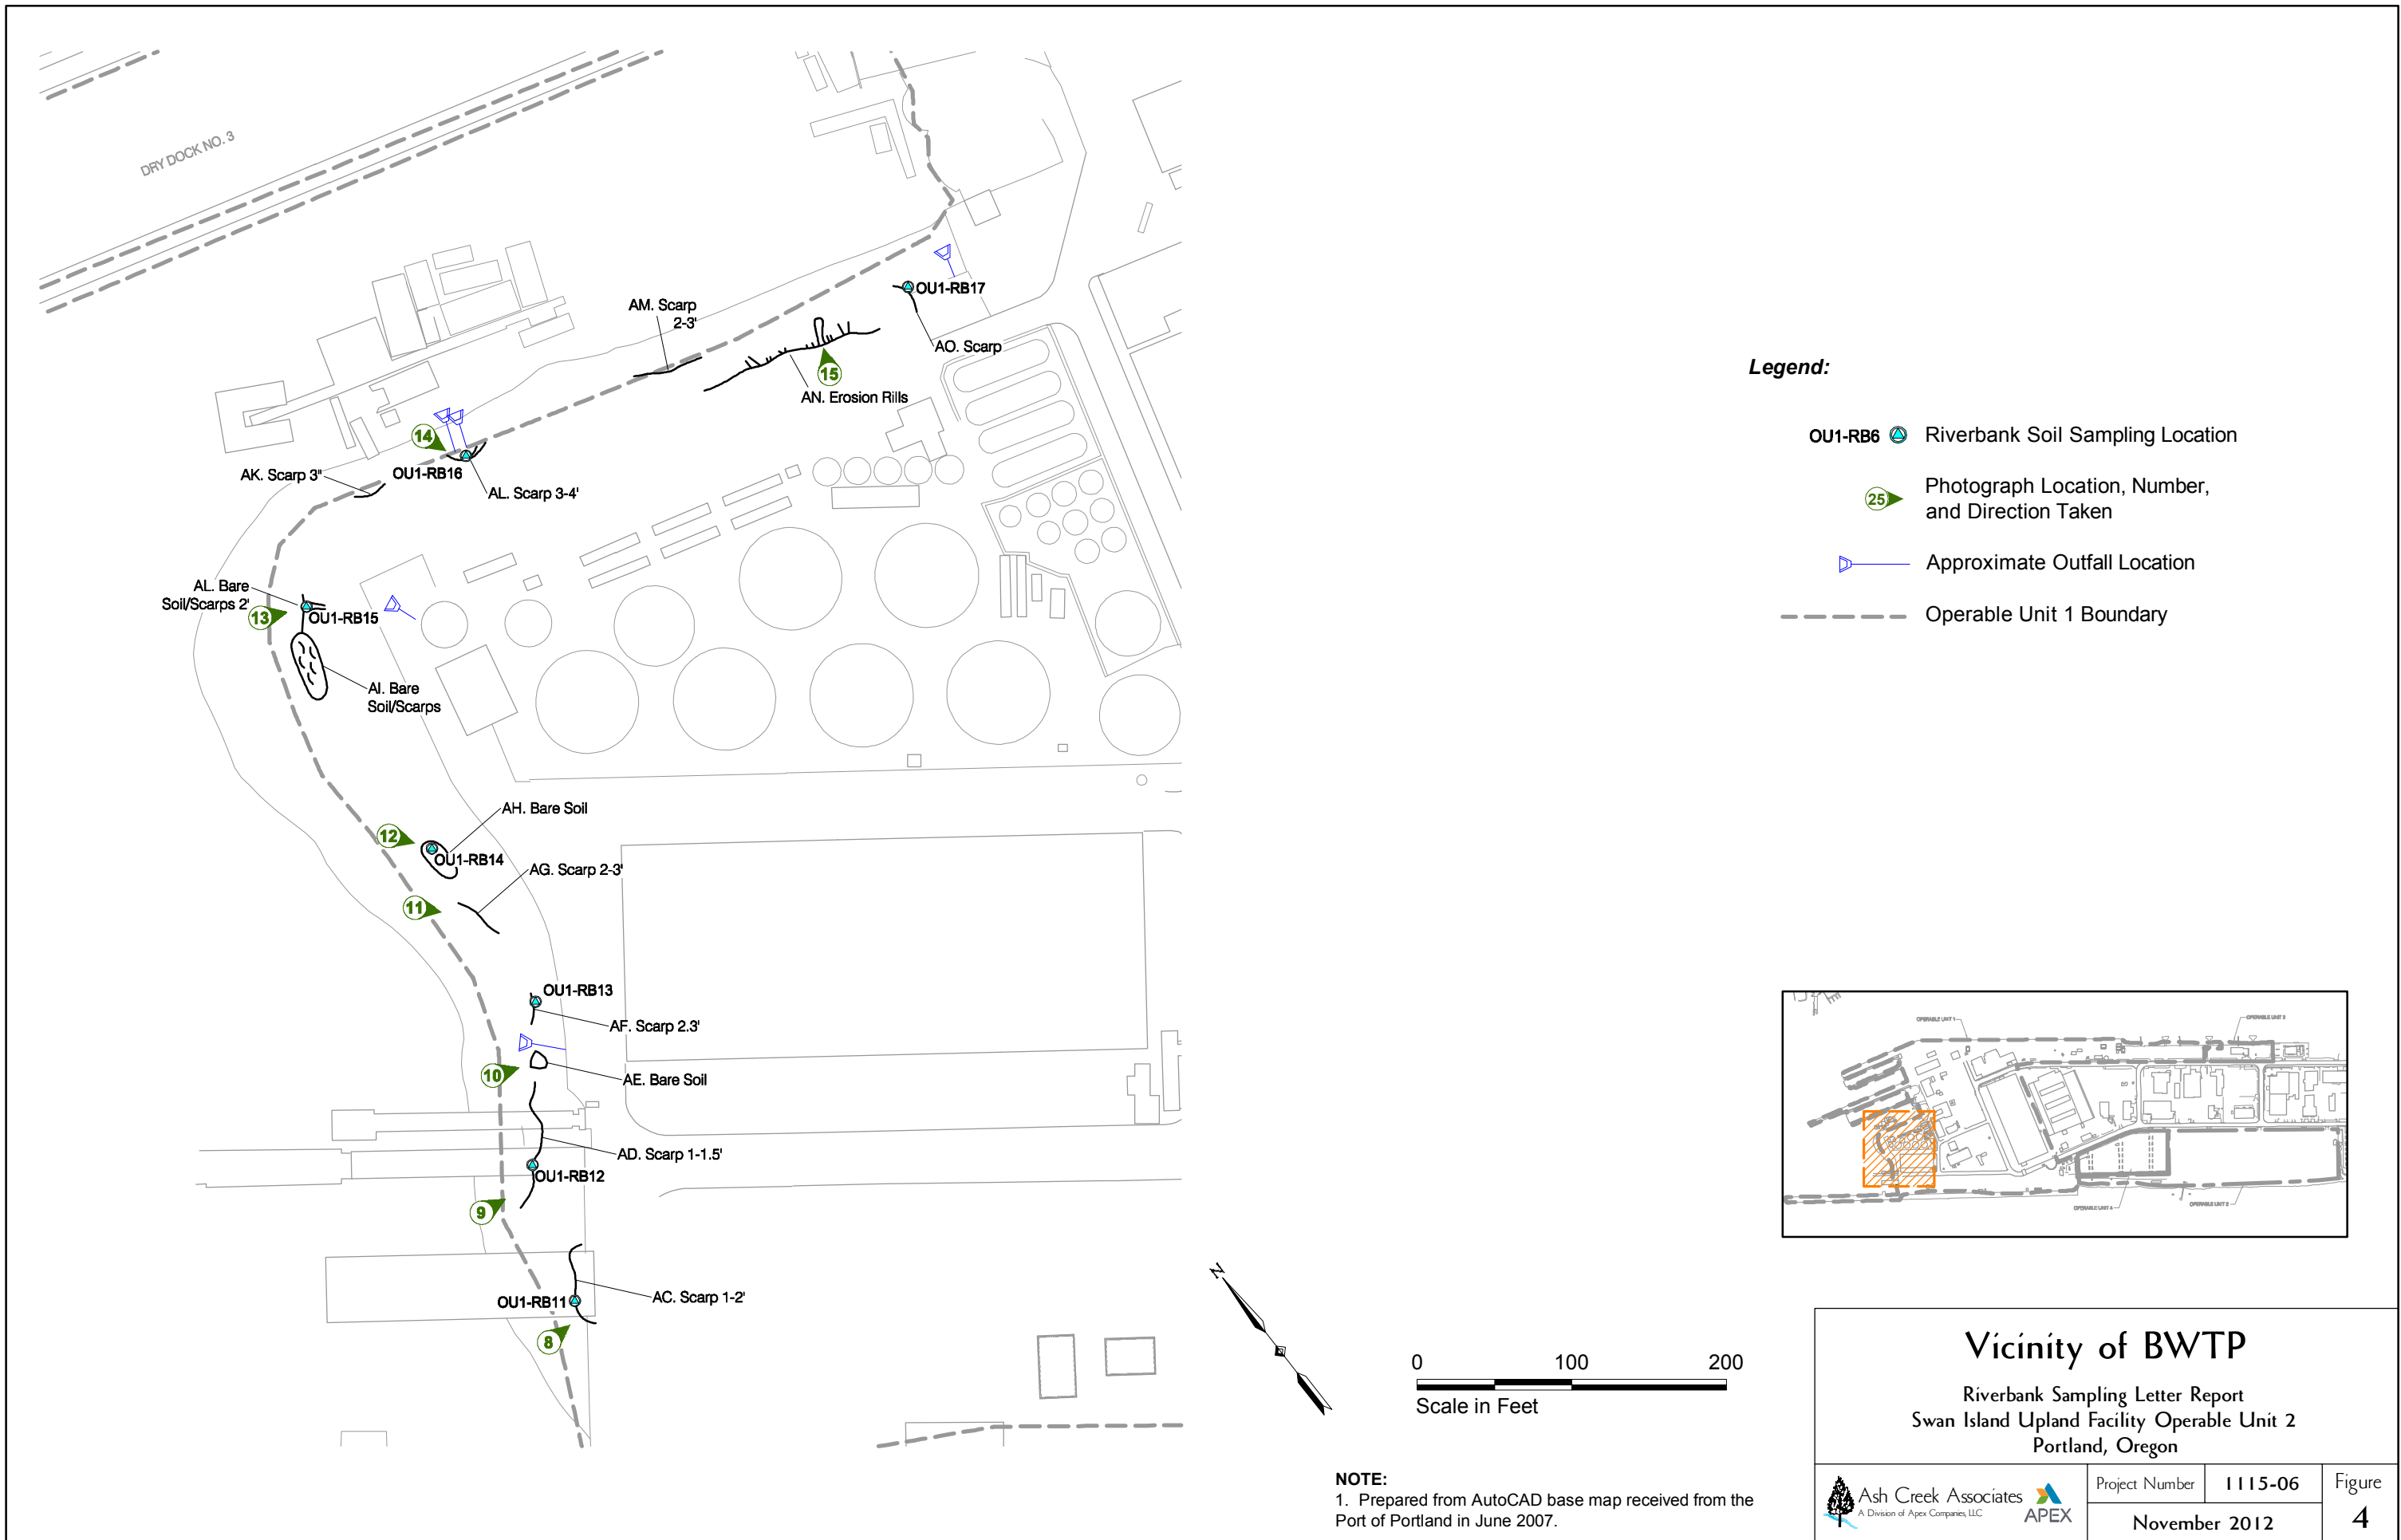 DRY DOCK NO. 3
AM. Scarp
2-3'
OU1-RB17
AO. Scarp
15
AN. Erosion Rills
14
AK. Scarp 3"
OU1-RB16
AL. Scarp 3-4'
AL. Bare
Soil/Scarps 2'
13
OU1-RB15
AI. Bare
Soil/Scarps
AH. Bare Soil
12
OU1-RB14
AG. Scarp 2-3'
11
OU1-RB13
AF. Scarp 2.3'
10
AE. Bare Soil
AD. Scarp 1-1.5'
OU1-RB12
9
AC. Scarp 1-2'
OU1-RB11
8
Legend:
OU1-RB6 Riverbank Soil Sampling Location
25 Photograph Location, Number,
and Direction Taken
Approximate Outfall Location
Operable Unit 1 Boundary
OPERABLE UNIT 1
OPERABLE UNIT 4
N
0 100 200
Scale in Feet
NOTE:
1. Prepared from AutoCAD base map received from the
Port of Portland in June 2007.
Vicinity of BWTP
Riverbank Sampling Letter Report
Swan Island Upland Facility Operable Unit 2
Portland, Oregon
Ash Creek Associates
A Division of Apex Companies, LLC
APEX
Project Number 1115-06
November 2012
Figure
4